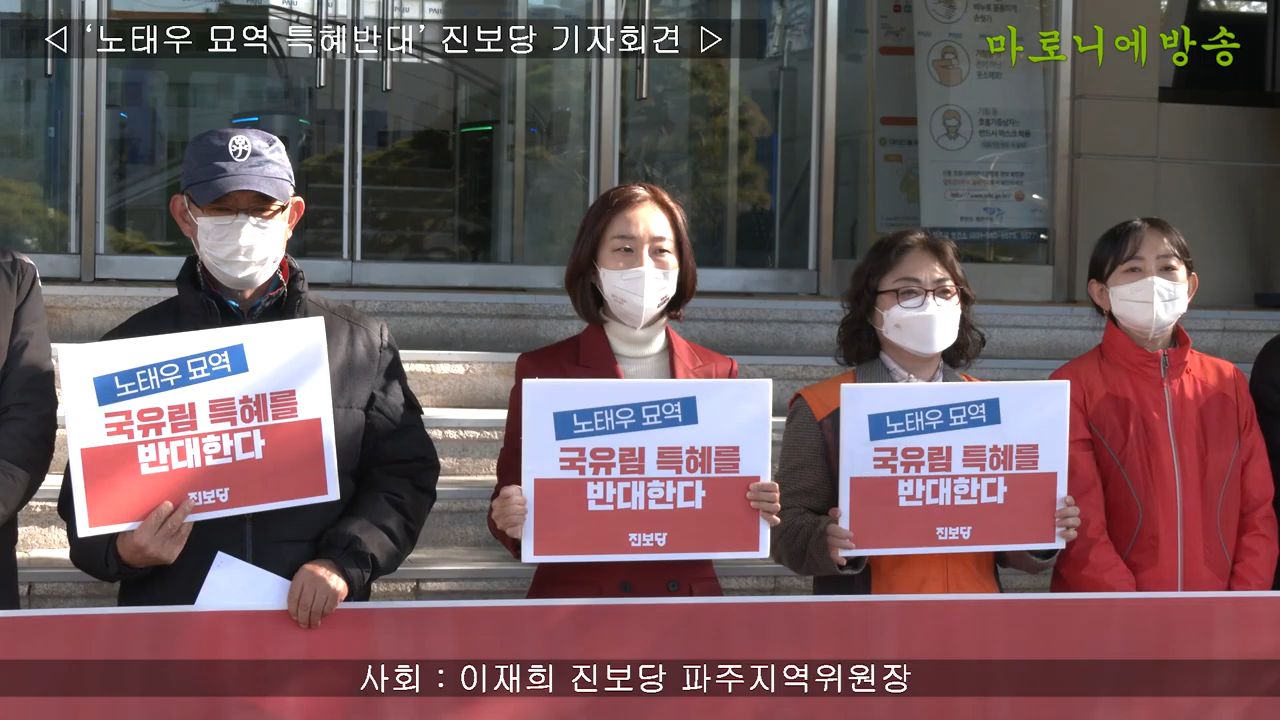 ◁ ‘노태우 묘역 특혜반대’ 진보당 기자회견 ▷
마로니에방송
PAJU
PAJU
노태우 묘역
국유림 특혜를
반대한다
진보당
노태우 묘역
국유림 특혜를
반대한다
진보당
노태우 묘역
국유림 특혜를
반대한다
진보당
사회 : 이재희 진보당 파주지역위원장